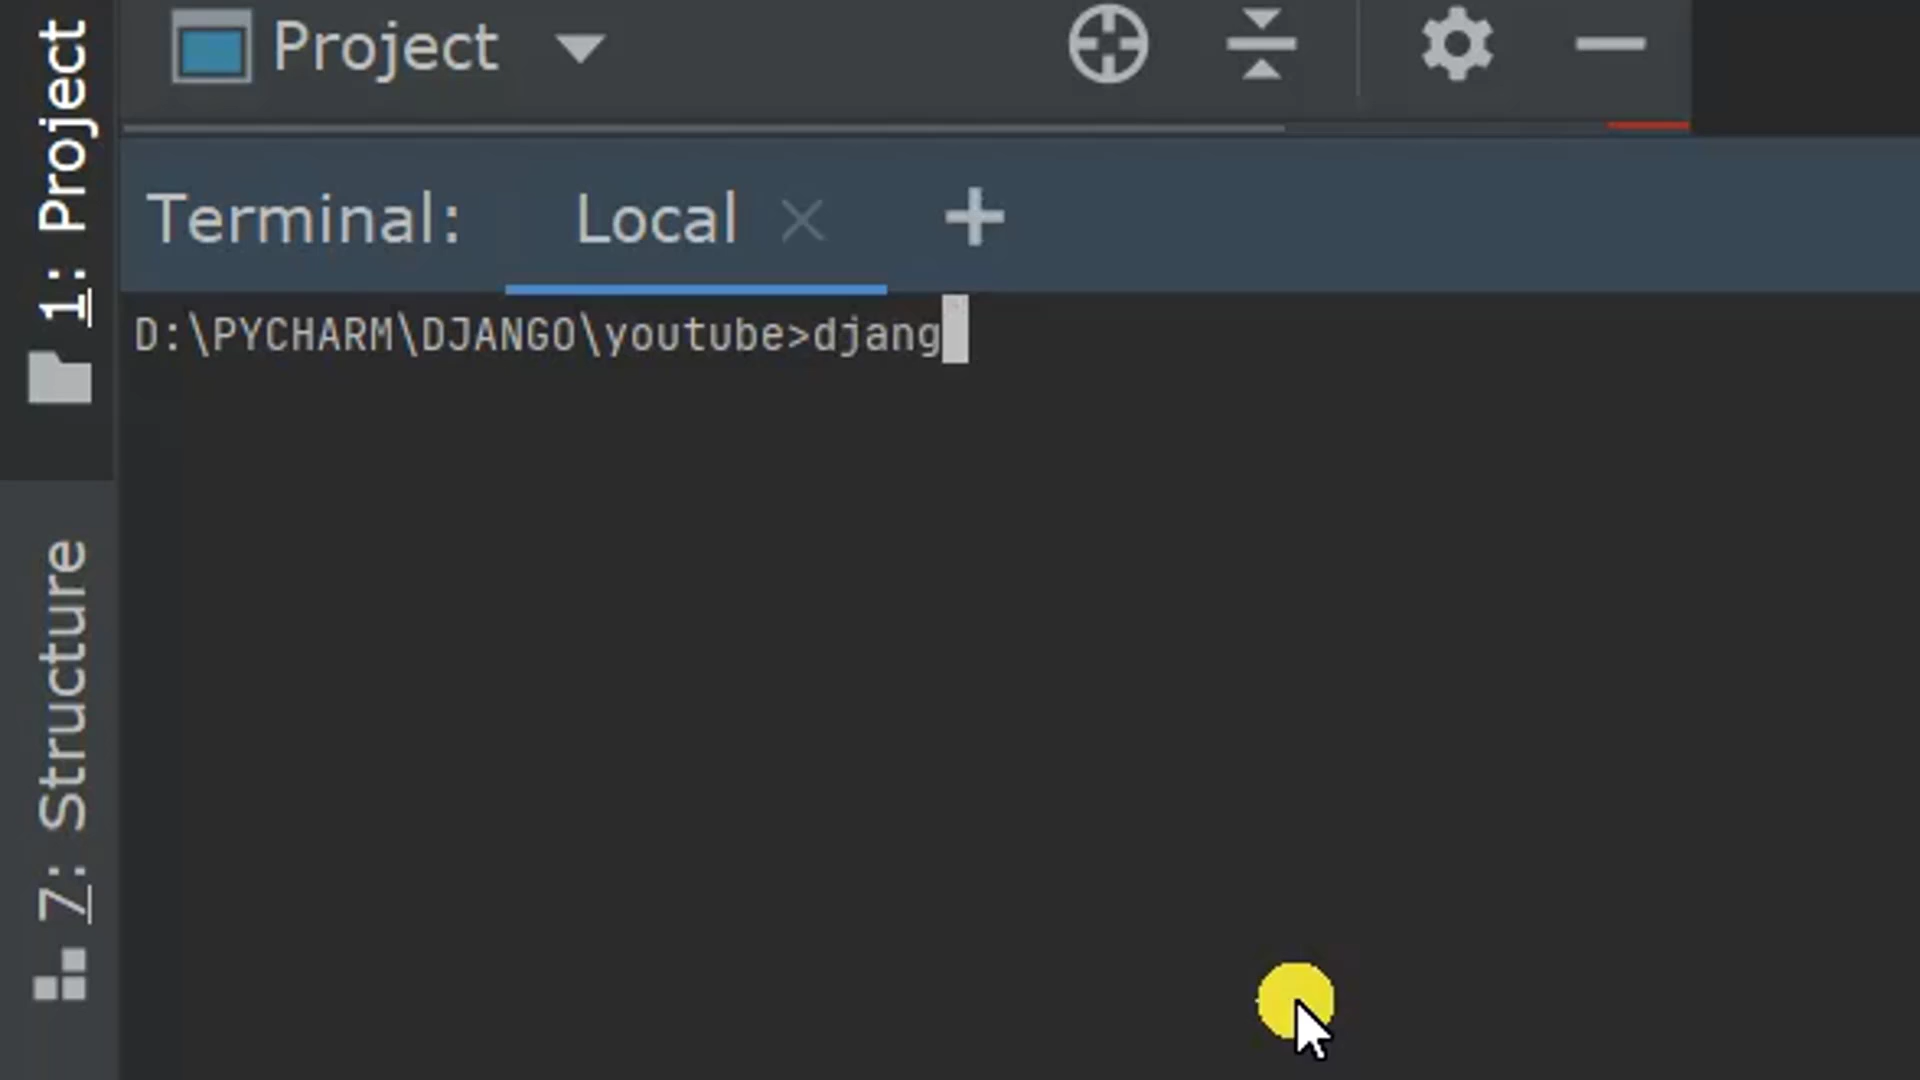 Project
Terminal: Local +
D:\PYCHARM\DJANGO\youtube>djang
1: Project
7: Structure